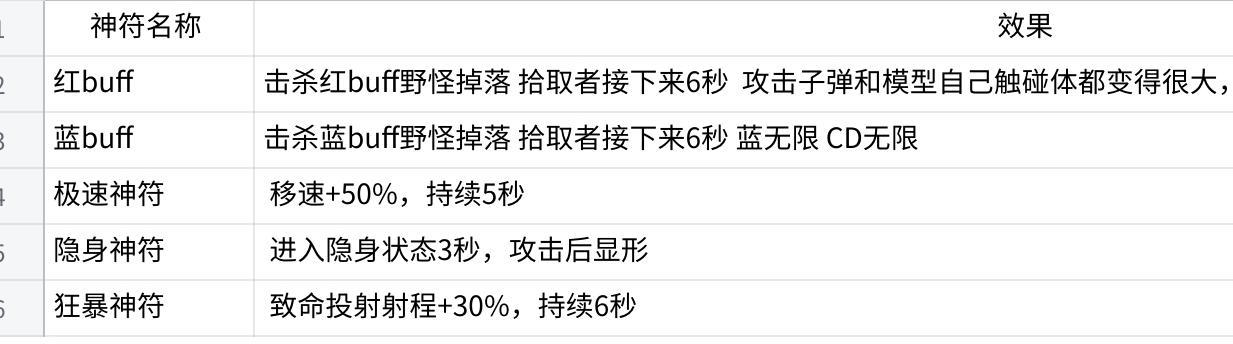 神符名称 效果
2 红buff 击杀红buff野怪掉落 拾取者接下来6秒 攻击子弹和模型自己触碰体都变得很大，
3 蓝buff 击杀蓝buff野怪掉落 拾取者接下来6秒 蓝无限 CD无限
4 极速神符 移速+50%，持续5秒
5 隐身神符 进入隐身状态3秒，攻击后显形
6 狂暴神符 致命投射射程+30%，持续6秒